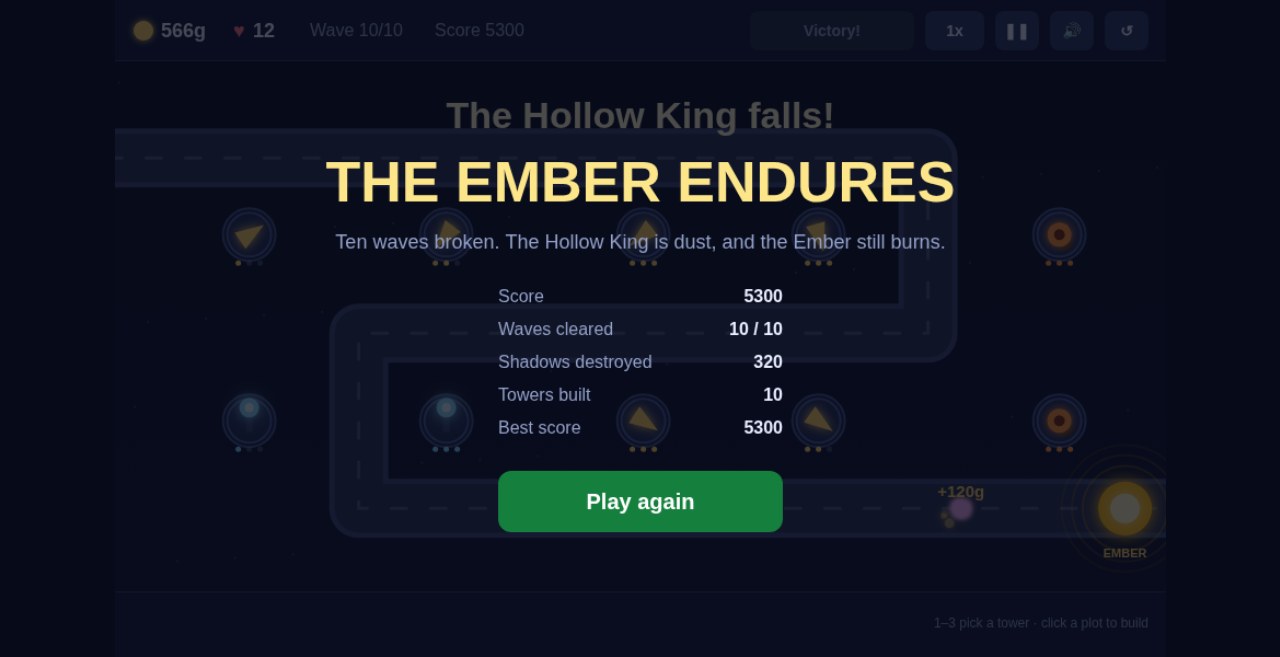 566g ♥ 12 Wave 10/10 Score 5300 Victory! 1x
The Hollow King falls!
THE EMBER ENDURES
Ten waves broken. The Hollow King is dust, and the Ember still burns.
Score 5300
Waves cleared 10 / 10
Shadows destroyed 320
Towers built 10
Best score 5300
Play again
+120g
EMBER
1–3 pick a tower · click a plot to build